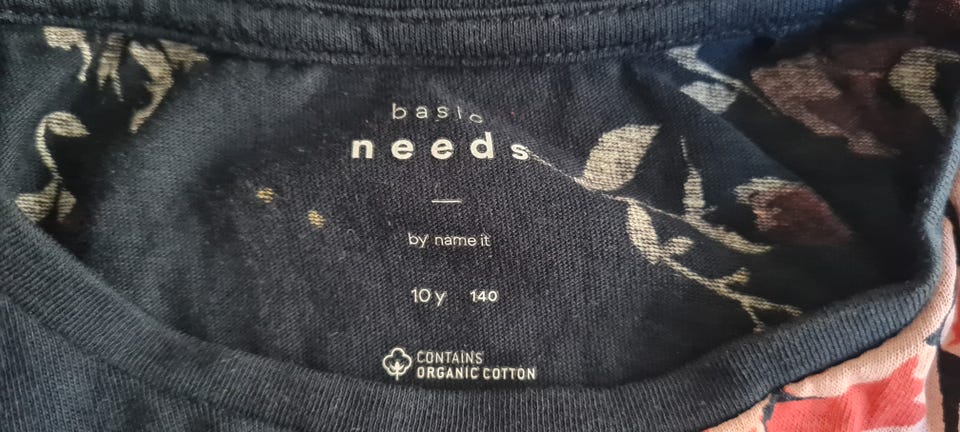 basic
needs
by name it
10 y 140
CONTAINS
ORGANIC COTTON